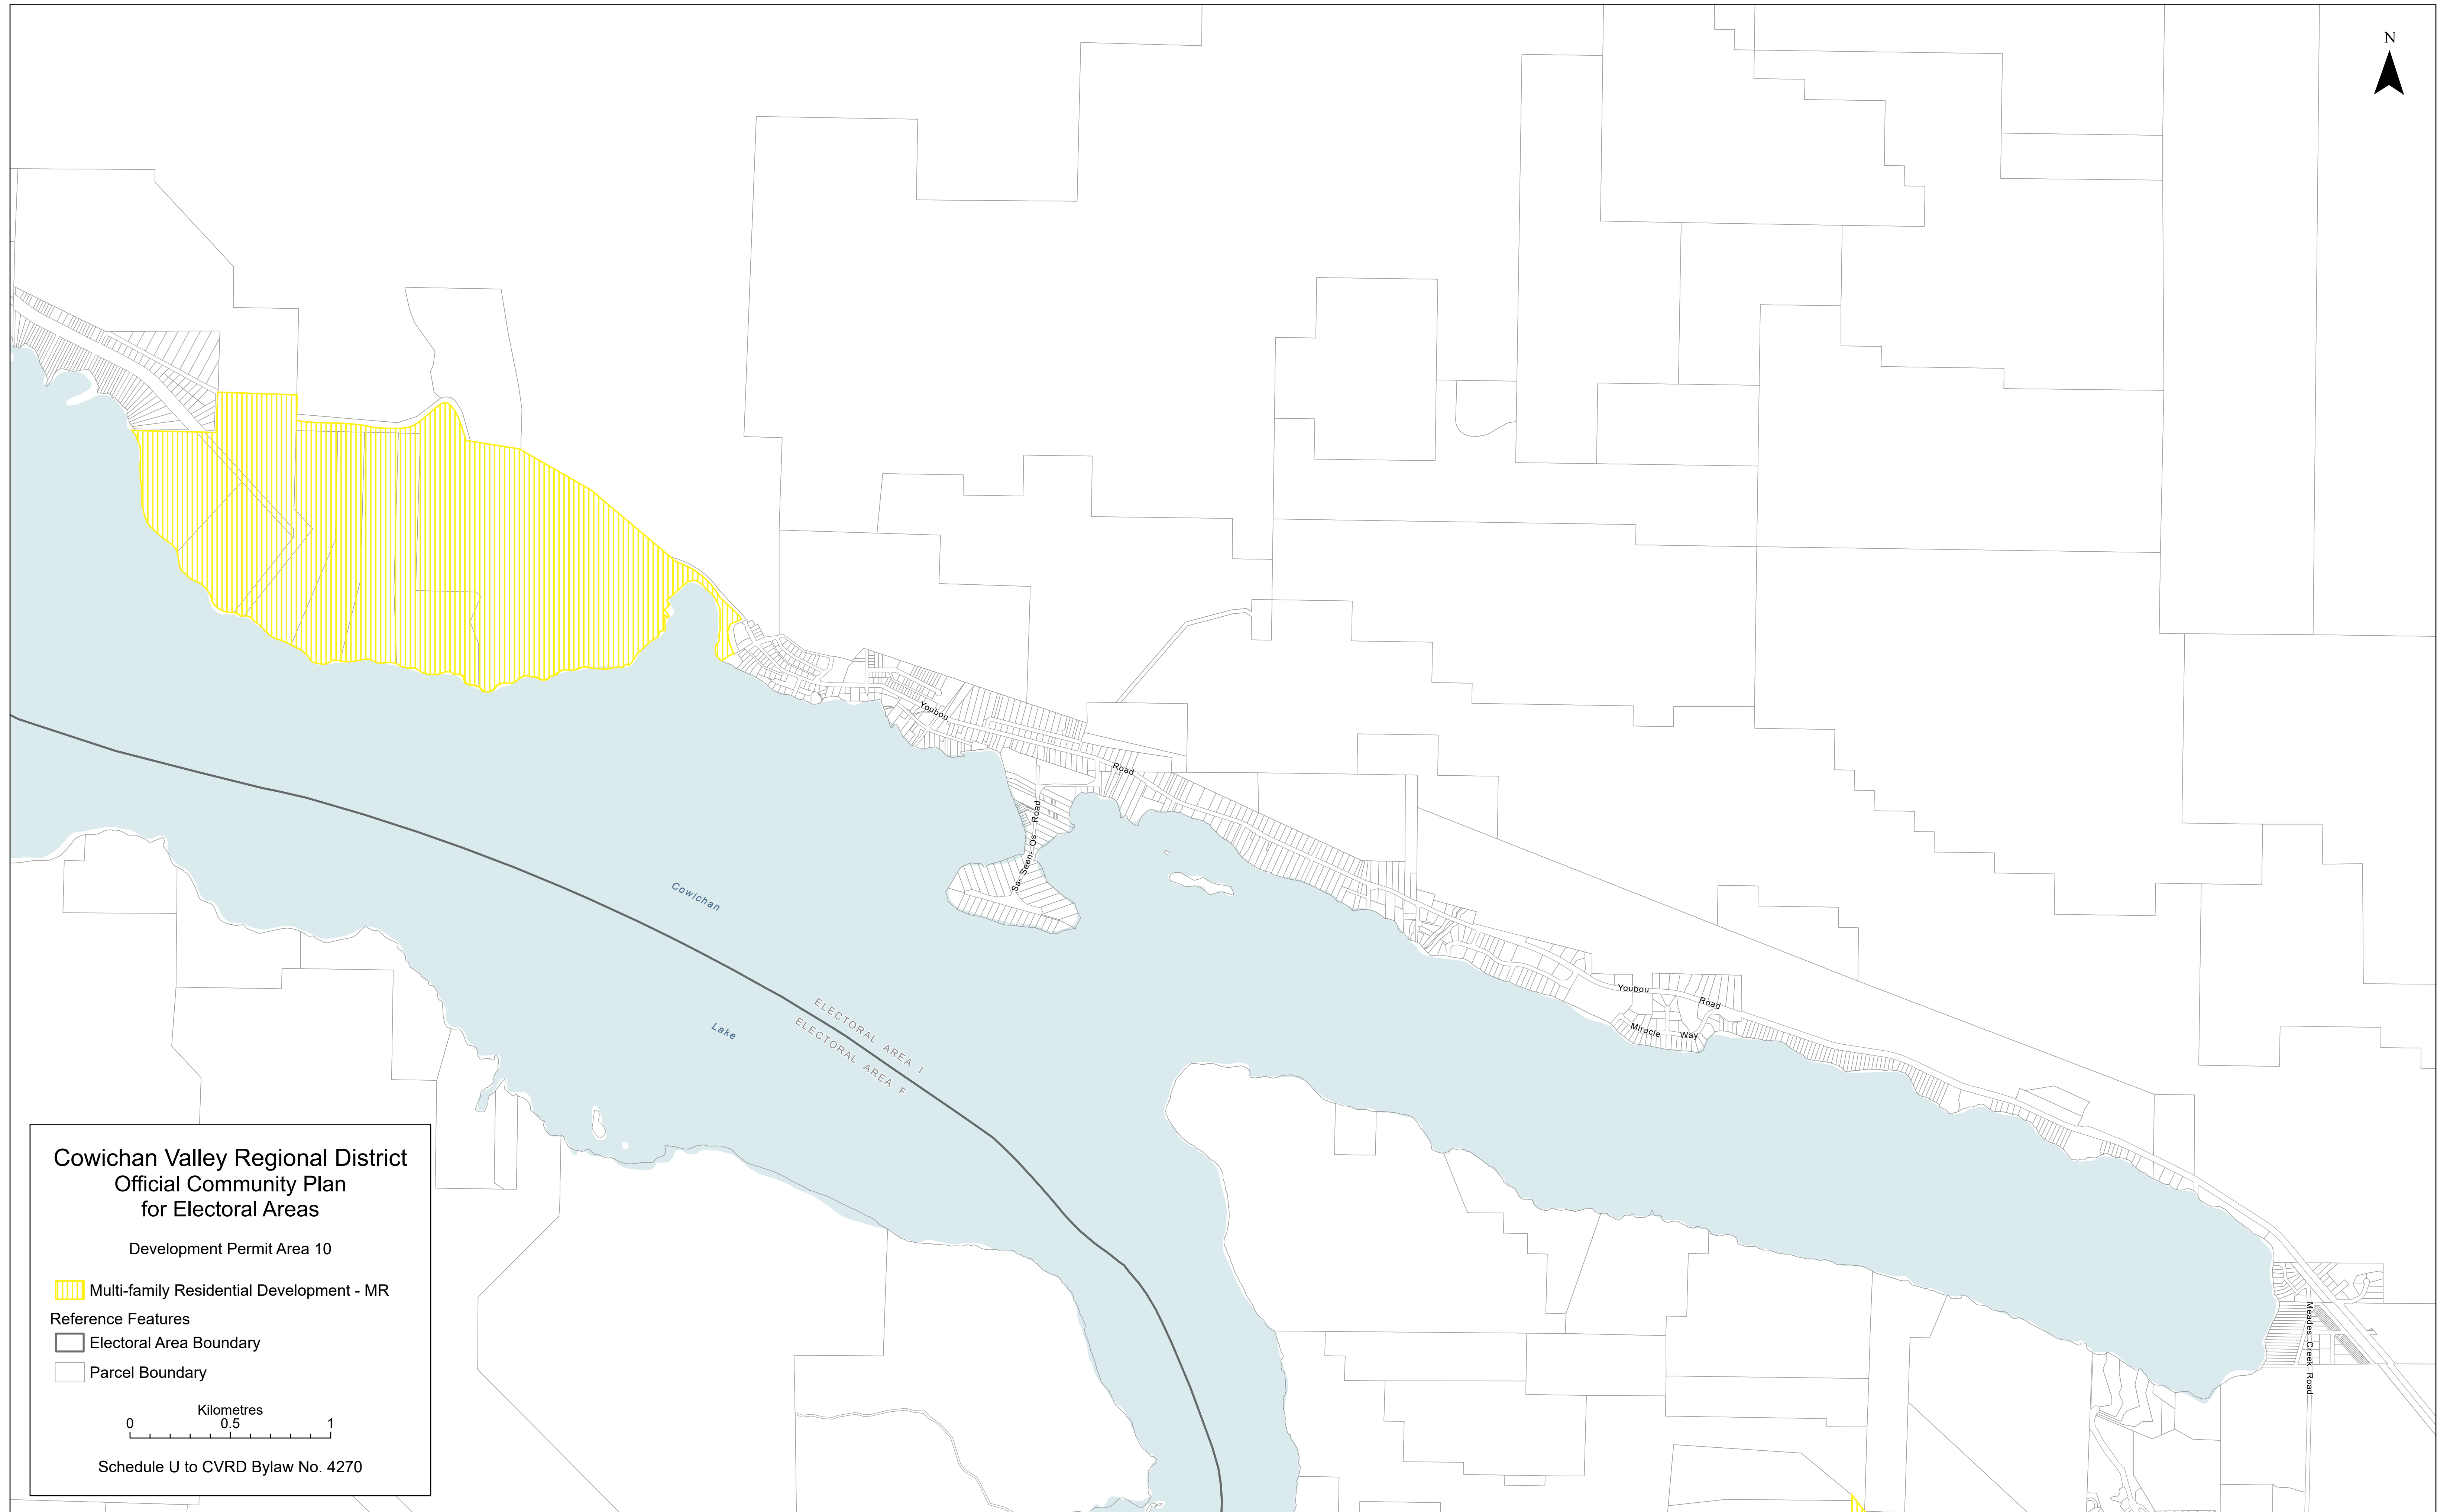 N
Youbou
Road
Sa- Seen- Os Road
Cowichan
Lake
ELECTORAL AREA I
ELECTORAL AREA F
Youbou
Road
Miracle Way
Meades Creek Road
Cowichan Valley Regional District
Official Community Plan
for Electoral Areas
Development Permit Area 10
Multi-family Residential Development - MR
Reference Features
Electoral Area Boundary
Parcel Boundary
Kilometres
0 0.5 1
Schedule U to CVRD Bylaw No. 4270